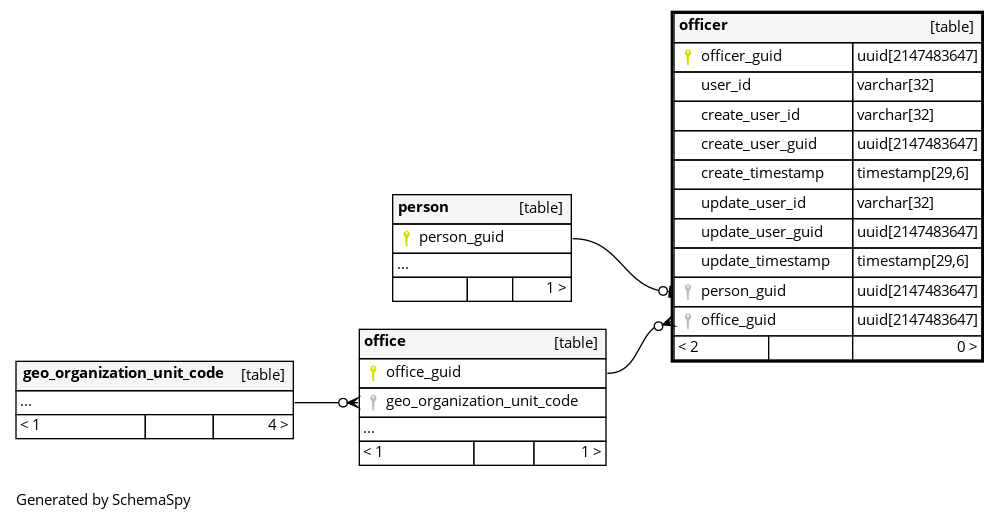 officer [table]
officer_guid uuid[2147483647]
user_id varchar[32]
create_user_id varchar[32]
create_user_guid uuid[2147483647]
create_timestamp timestamp[29,6]
update_user_id varchar[32]
update_user_guid uuid[2147483647]
update_timestamp timestamp[29,6]
person_guid uuid[2147483647]
office_guid uuid[2147483647]
< 2 0 >
person [table]
person_guid
...
1 >
office [table]
office_guid
geo_organization_unit_code
...
< 1 1 >
geo_organization_unit_code [table]
...
< 1 4 >
Generated by SchemaSpy